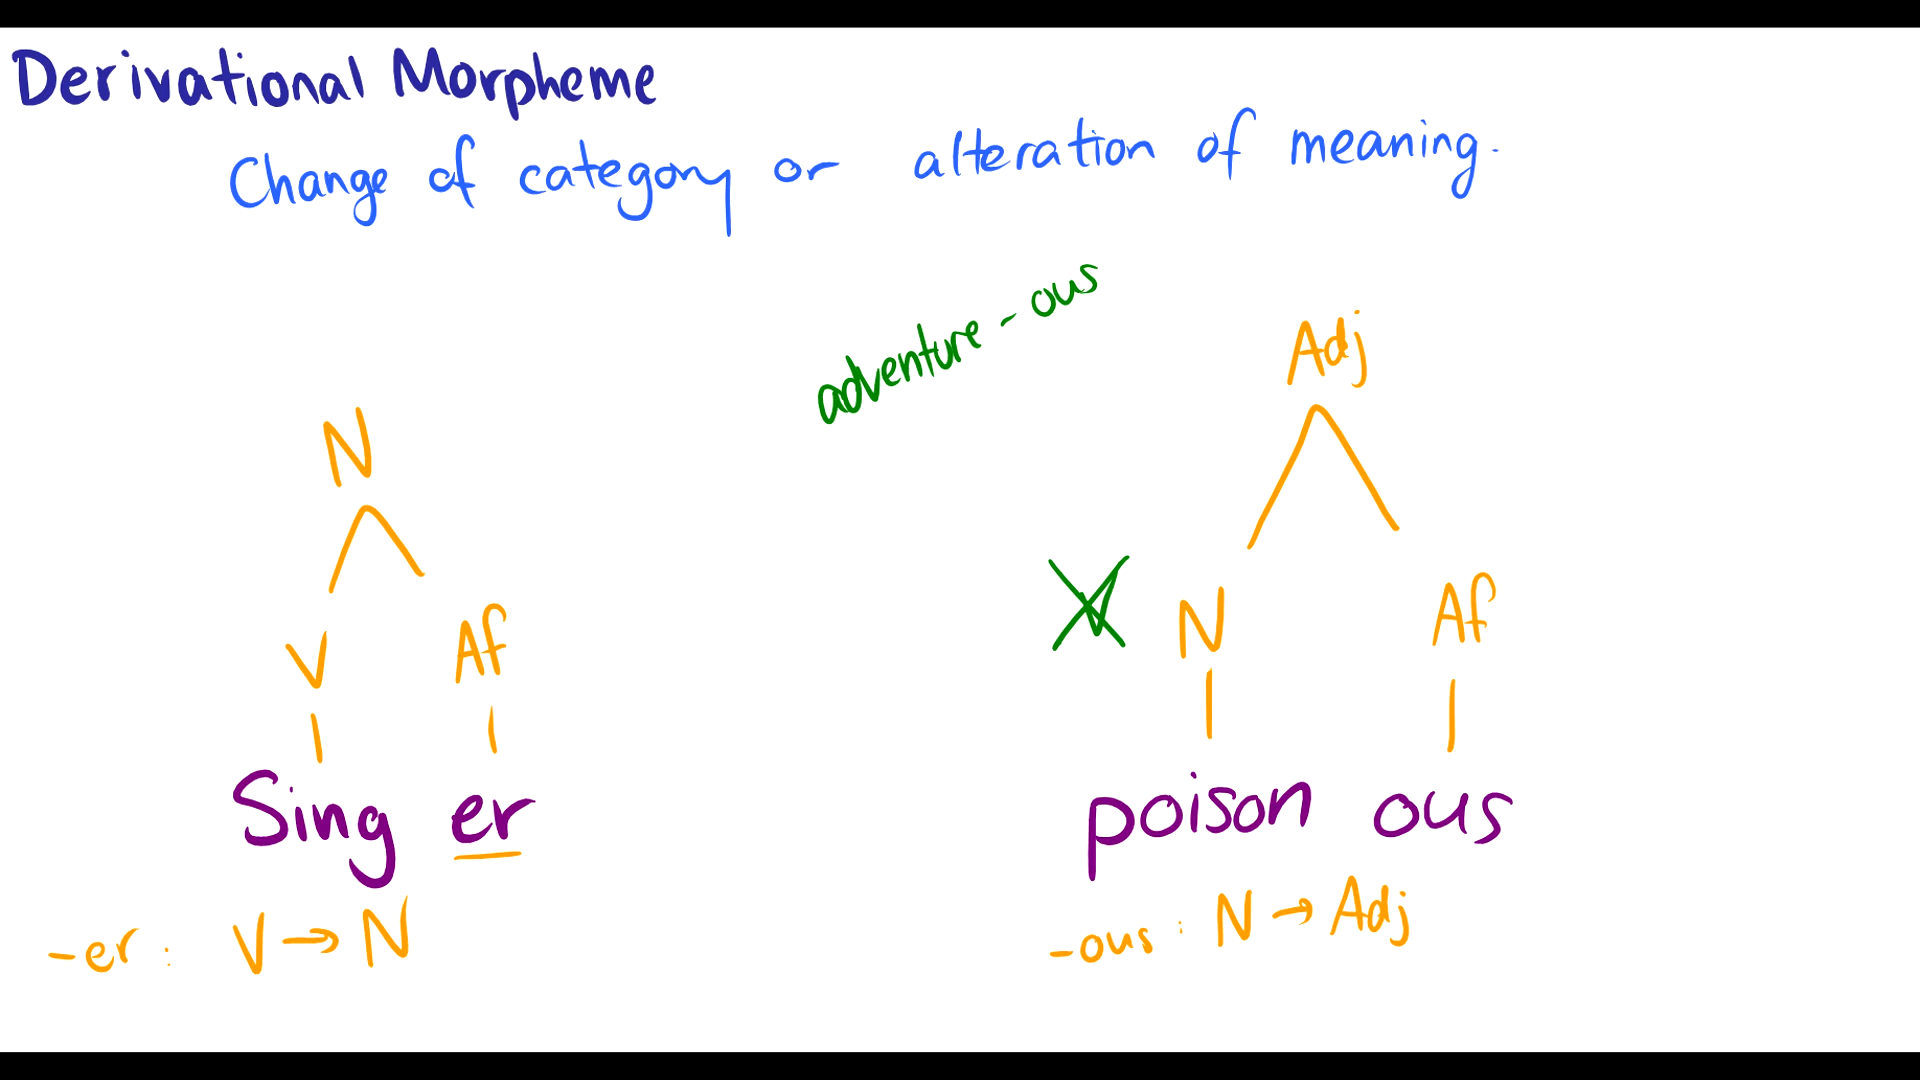 Derivational Morpheme
Change of category or alteration of meaning.
adventure - ous
Adj
N
V N Af
V Af
Sing er
poison ous
-er: V → N
-ous: N → Adj